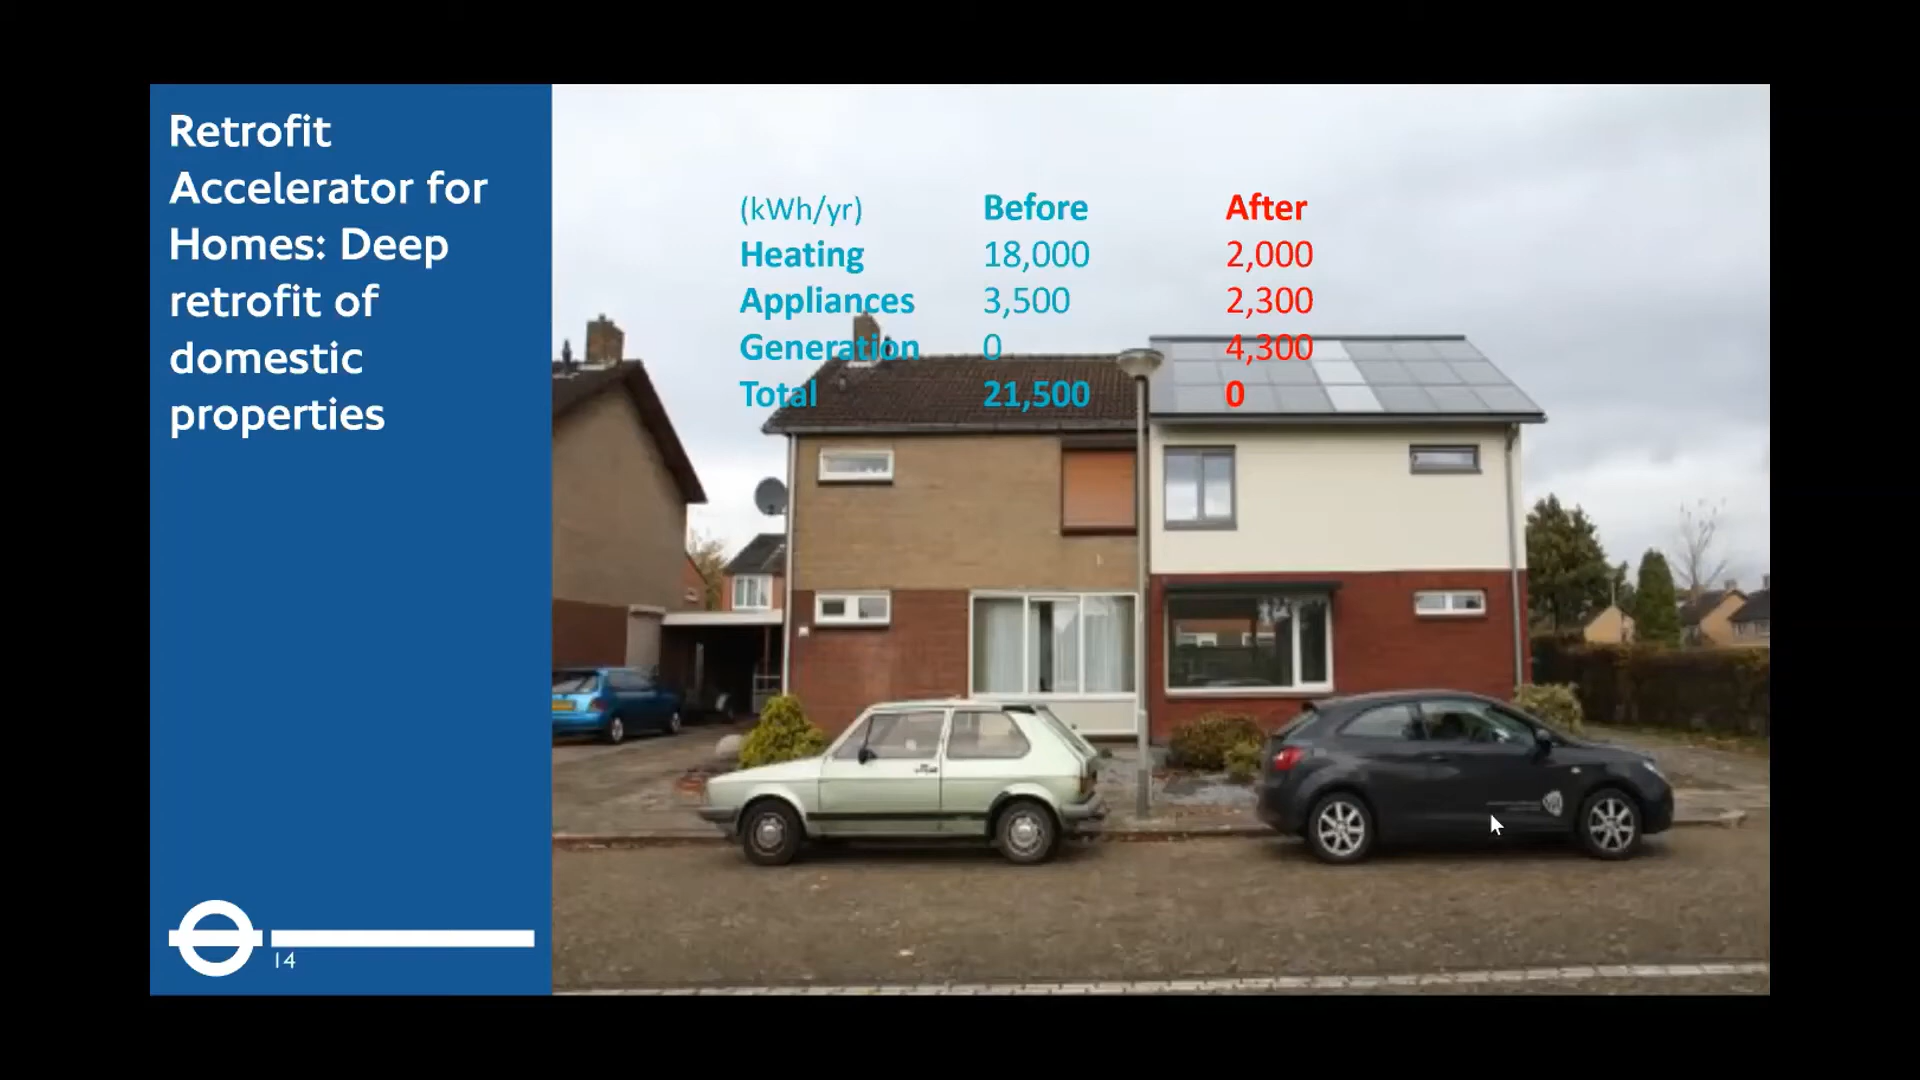 Retrofit
Accelerator for
Homes: Deep
retrofit of
domestic
properties
(kWh/yr) Before After
Heating 18,000 2,000
Appliances 3,500 2,300
Generation 0 4,300
Total 21,500 0
14